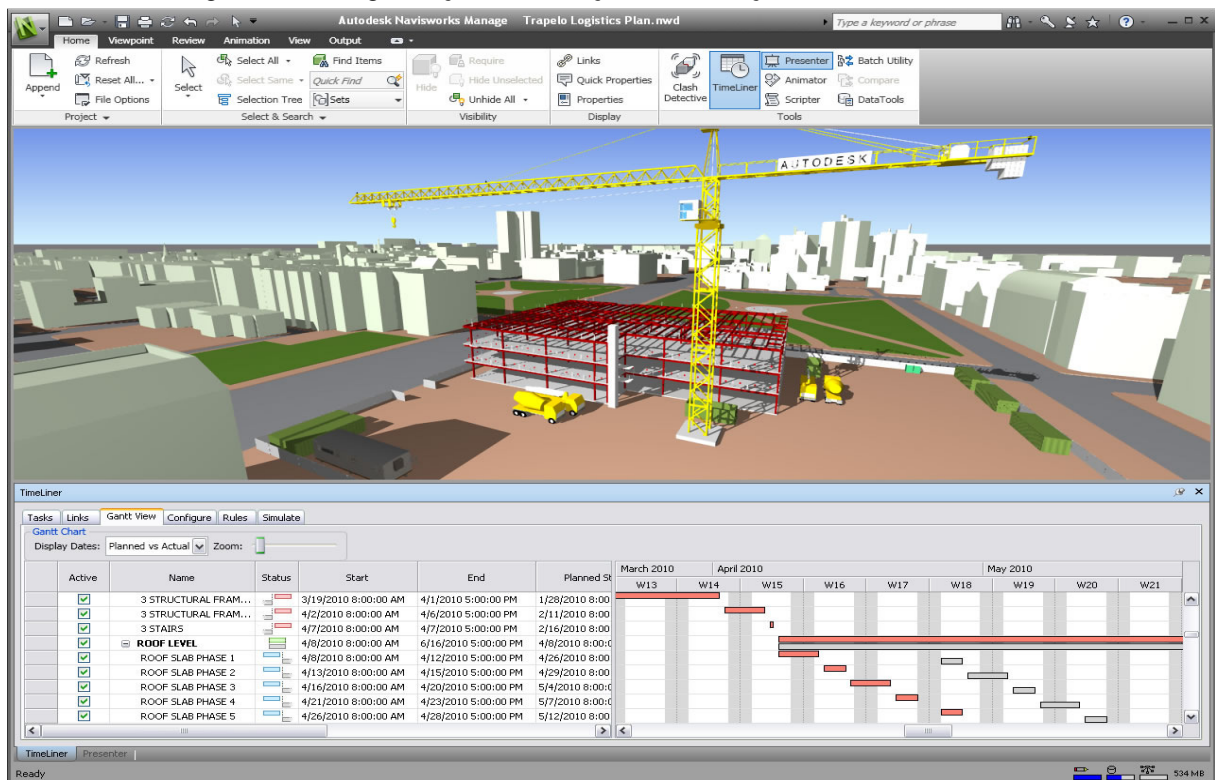 Autodesk Navisworks Manage Trapelo Logistics Plan.nwd
Type a keyword or phrase
Home Viewpoint Review Animation View Output
Append
Refresh
Reset All...
File Options
Project
Select
Select All
Select Same
Selection Tree
Find Items
Quick Find
Sets
Select & Search
Hide
Require
Hide Unselected
Unhide All
Visibility
Links
Quick Properties
Properties
Display
Clash Detective
TimeLiner
Presenter
Animator
Scripter
Batch Utility
Compare
DataTools
Tools
AUTODESK
TimeLiner
Tasks Links Gantt View Configure Rules Simulate
Gantt Chart
Display Dates: Planned vs Actual Zoom:
Active Name Status Start End Planned St
March 2010 April 2010 May 2010
W13 W14 W15 W16 W17 W18 W19 W20 W21
3 STRUCTURAL FRAM... 3/19/2010 8:00:00 AM 4/1/2010 5:00:00 PM 1/28/2010 8:00
4/2/2010 8:00:00 AM 4/6/2010 5:00:00 PM 2/11/2010 8:00
3 STRUCTURAL FRAM...
3 STAIRS 4/7/2010 8:00:00 AM 4/7/2010 5:00:00 PM 2/16/2010 8:00
ROOF LEVEL 4/8/2010 8:00:00 AM 6/16/2010 5:00:00 PM 4/8/2010 8:00:0
ROOF SLAB PHASE 1 4/8/2010 8:00:00 AM 4/12/2010 5:00:00 PM 4/26/2010 8:00
ROOF SLAB PHASE 2 4/13/2010 8:00:00 AM 4/15/2010 5:00:00 PM 4/29/2010 8:00
ROOF SLAB PHASE 3 4/16/2010 8:00:00 AM 4/20/2010 5:00:00 PM 5/4/2010 8:00:0
ROOF SLAB PHASE 4 4/21/2010 8:00:00 AM 4/23/2010 5:00:00 PM 5/7/2010 8:00:0
ROOF SLAB PHASE 5 4/26/2010 8:00:00 AM 4/28/2010 5:00:00 PM 5/12/2010 8:00
TimeLiner Presenter
Ready
534 MB